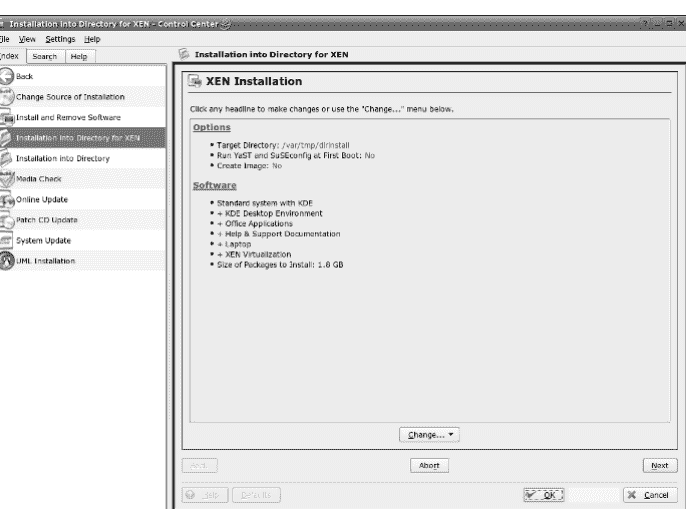 Installation into Directory for XEN - Control Center
File View Settings Help
Index Search Help
Back
Change Source of Installation
Install and Remove Software
Installation into Directory for XEN
Installation into Directory
Media Check
Online Update
Patch CD Update
System Update
UML Installation
Installation into Directory for XEN
XEN Installation
Click any headline to make changes or use the "Change..." menu below.
Options
Target Directory: /var/tmp/dirinstall
Run YaST and SuSEconfig at First Boot: No
Create Image: No
Software
Standard system with KDE
+ KDE Desktop Environment
+ Office Applications
+ Help & Support Documentation
+ Laptop
+ XEN Virtualization
Size of Packages to Install: 1.8 GB
Change...
Back Abort Next
Help Defaults OK Cancel